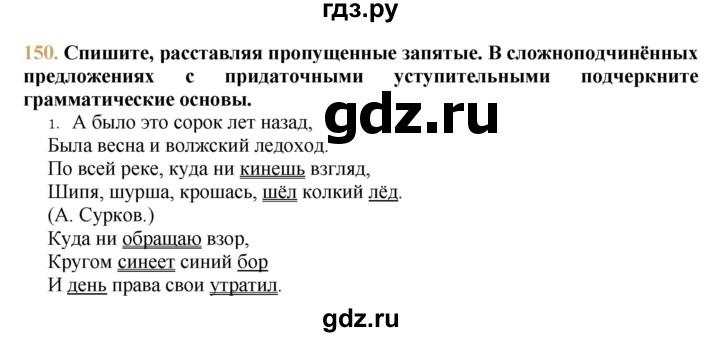 гдз.ру
150. Спишите, расставляя пропущенные запятые. В сложноподчинённых
предложениях с придаточными уступительными подчеркните
грамматические основы.
1. А было это сорок лет назад,
Была весна и волжский ледоход.
По всей реке, куда ни кинешь взгляд,
Шипя, шурша, крошась, шёл колкий лёд.
(А. Сурков.)
Куда ни обращаю взор,
Кругом синеет синий бор
И день права свои утратил.
gdz.ru
gdz.ru